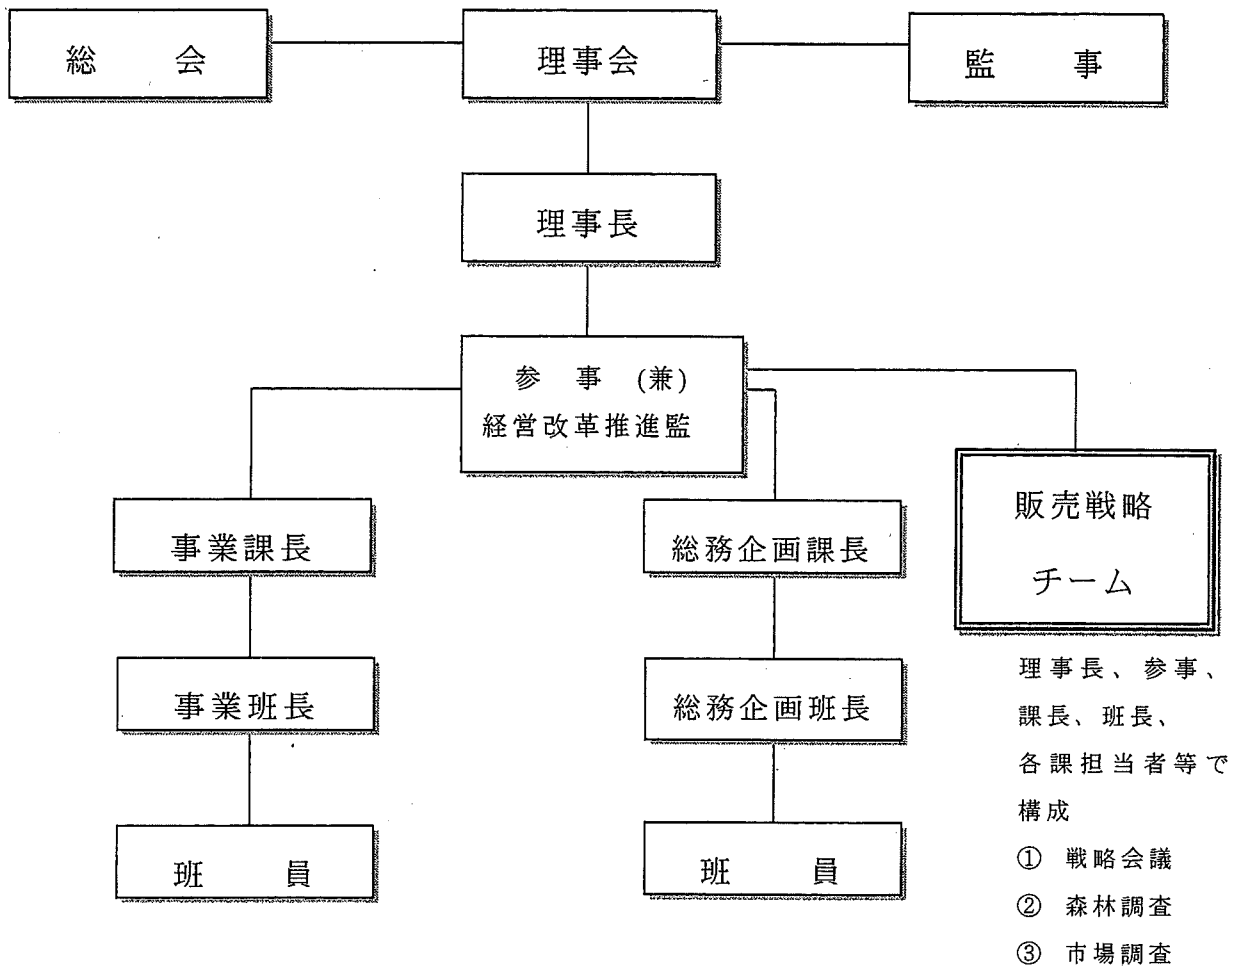 総　会
理事会
監　事
理事長
参　事 (兼)
経営改革推進監
販売戦略
チーム
事業課長
総務企画課長
事業班長
総務企画班長
班　員
班　員
理事長、参事、
課長、班長、
各課担当者等で
構成
① 戦略会議
② 森林調査
③ 市場調査